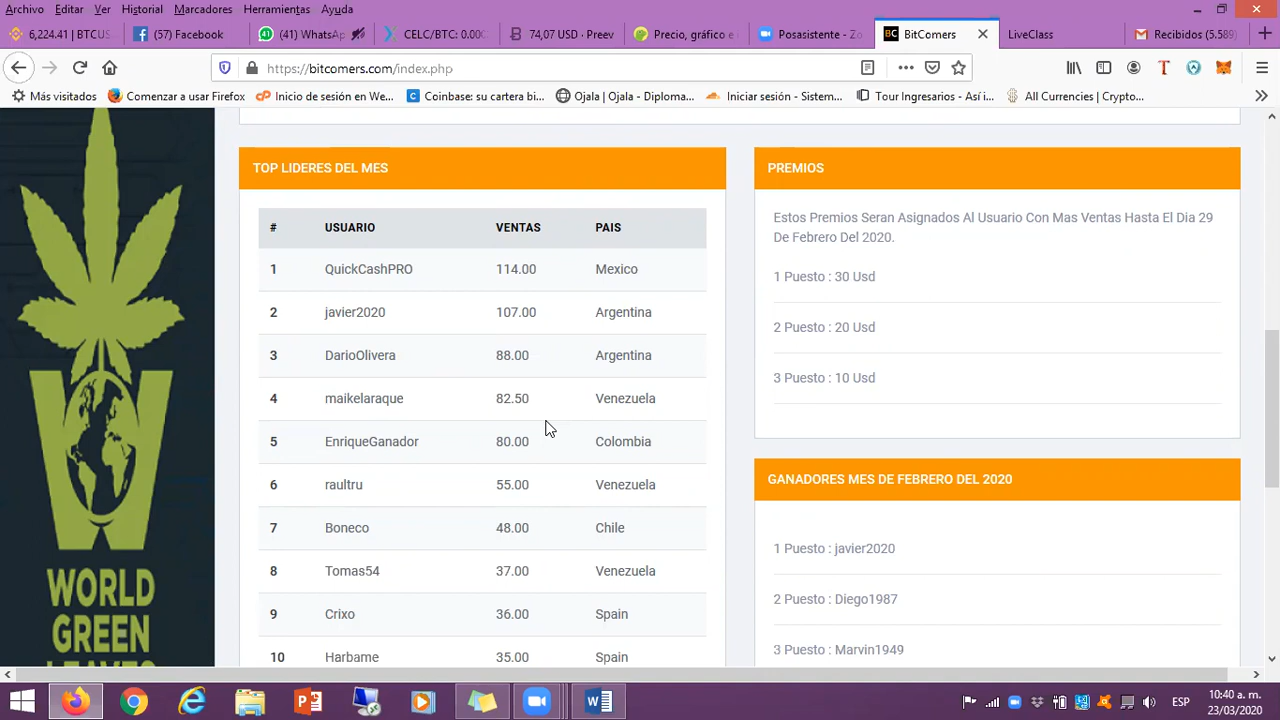 Archivo Editar Ver Historial Marcadores Herramientas Ayuda
6,224.41 | BTCUS
(57) Facebook
(41) WhatsAp
CELC/BTC: 0.00
74,07 USD - Preev
Precio, gráfico e
Posasistente - Zo
BitComers
LiveClass
Recibidos (5.589)
https://bitcomers.com/index.php
Más visitados
Comenzar a usar Firefox
Inicio de sesión en We...
Coinbase: su cartera bi...
Ojala | Ojala - Diploma...
Iniciar sesión - Sistem...
Tour Ingresarios - Así i...
All Currencies | Crypto...
TOP LIDERES DEL MES
# USUARIO VENTAS PAIS
1 QuickCashPRO 114.00 Mexico
2 javier2020 107.00 Argentina
3 DarioOlivera 88.00 Argentina
4 maikelaraque 82.50 Venezuela
5 EnriqueGanador 80.00 Colombia
6 raultru 55.00 Venezuela
7 Boneco 48.00 Chile
8 Tomas54 37.00 Venezuela
9 Crixo 36.00 Spain
10 Harbame 35.00 Spain
PREMIOS
Estos Premios Seran Asignados Al Usuario Con Mas Ventas Hasta El Dia 29
De Febrero Del 2020.
1 Puesto : 30 Usd
2 Puesto : 20 Usd
3 Puesto : 10 Usd
GANADORES MES DE FEBRERO DEL 2020
1 Puesto : javier2020
2 Puesto : Diego1987
3 Puesto : Marvin1949
WORLD
GREEN
LEAVES
ESP
10:40 a. m.
23/03/2020